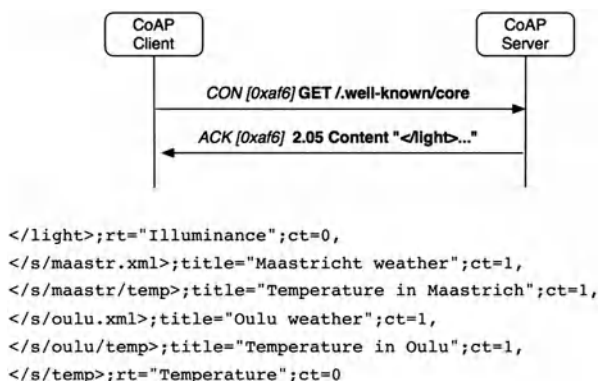 CoAP
Client
CoAP
Server
CON [0xaf6] GET /.well-known/core
ACK [0xaf6] 2.05 Content "</light>..."
</light>;rt="Illuminance";ct=0,
</s/maastr.xml>;title="Maastricht weather";ct=1,
</s/maastr/temp>;title="Temperature in Maastrich";ct=1,
</s/oulu.xml>;title="Oulu weather";ct=1,
</s/oulu/temp>;title="Temperature in Oulu";ct=1,
</s/temp>;rt="Temperature";ct=0